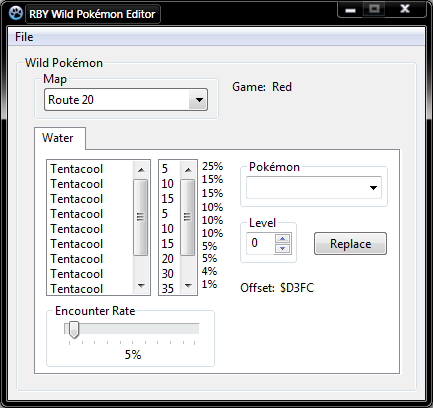 RBY Wild Pokémon Editor
File
Wild Pokémon
Map
Route 20
Game: Red
Water
Tentacool 5 25%
Tentacool 10 15%
Tentacool 15 15%
Tentacool 5 10%
Tentacool 10 10%
Tentacool 15 10%
Tentacool 20 5%
Tentacool 30 5%
Tentacool 35 4%
1%
Pokémon
Level
0
Replace
Offset: $D3FC
Encounter Rate
5%